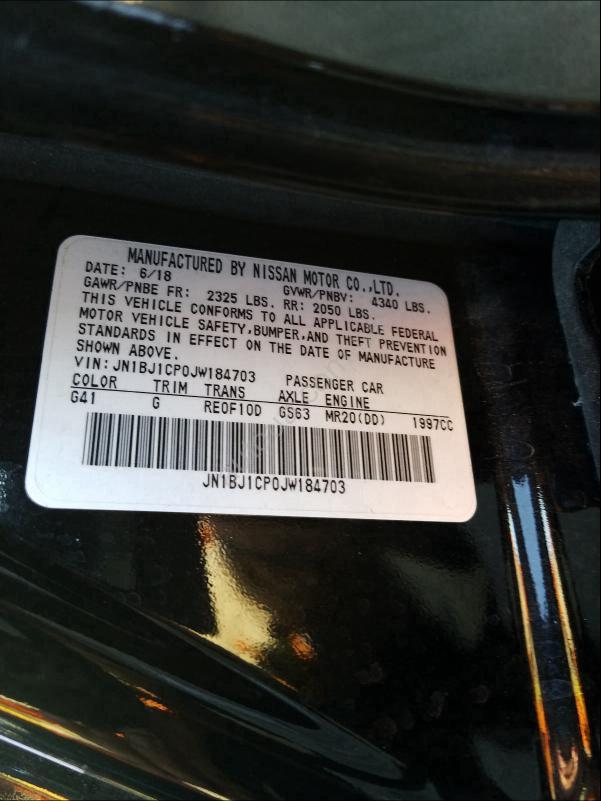 MANUFACTURED BY NISSAN MOTOR CO.,LTD.
DATE: 6/18 GVWR/PNBV: 4340 LBS.
GAWR/PNBE FR: 2325 LBS. RR: 2050 LBS.
THIS VEHICLE CONFORMS TO ALL APPLICABLE FEDERAL
MOTOR VEHICLE SAFETY,BUMPER,AND THEFT PREVENTION
STANDARDS IN EFFECT ON THE DATE OF MANUFACTURE
SHOWN ABOVE.
VIN: JN1BJ1CP0JW184703 PASSENGER CAR
COLOR TRIM TRANS AXLE ENGINE
G41 G RE0F10D GS63 MR20(DD) 1997CC
JN1BJ1CP0JW184703